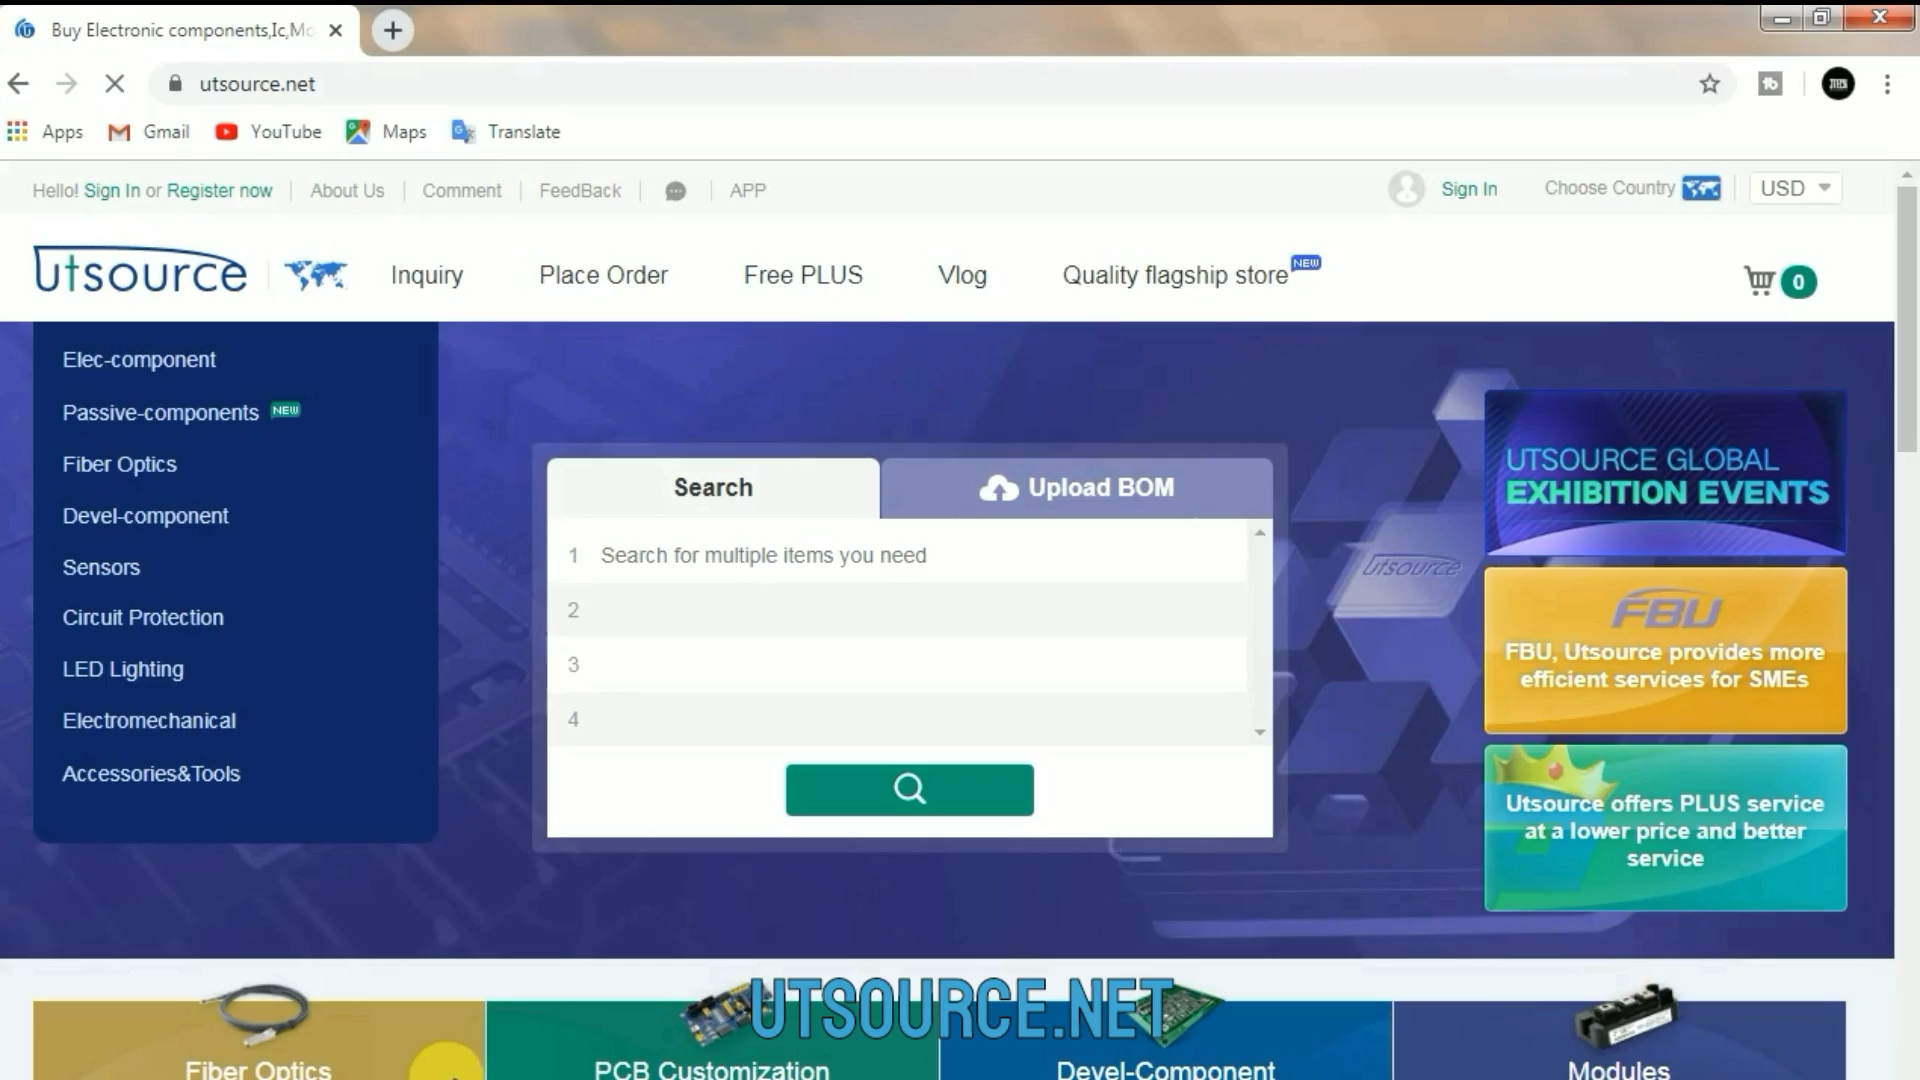 Buy Electronic components,Ic,Mo
utsource.net
Apps Gmail YouTube Maps Translate
Hello! Sign In or Register now About Us Comment FeedBack APP Sign In Choose Country USD
utsource Inquiry Place Order Free PLUS Vlog Quality flagship store NEW 0
Elec-component
Passive-components NEW
Fiber Optics
Devel-component
Sensors
Circuit Protection
LED Lighting
Electromechanical
Accessories&Tools
Search Upload BOM
1 Search for multiple items you need
2
3
4
utsource
UTSOURCE GLOBAL
EXHIBITION EVENTS
FBU
FBU, Utsource provides more
efficient services for SMEs
Utsource offers PLUS service
at a lower price and better
service
UTSOURCE.NET
Fiber Optics PCB Customization Devel-Component Modules